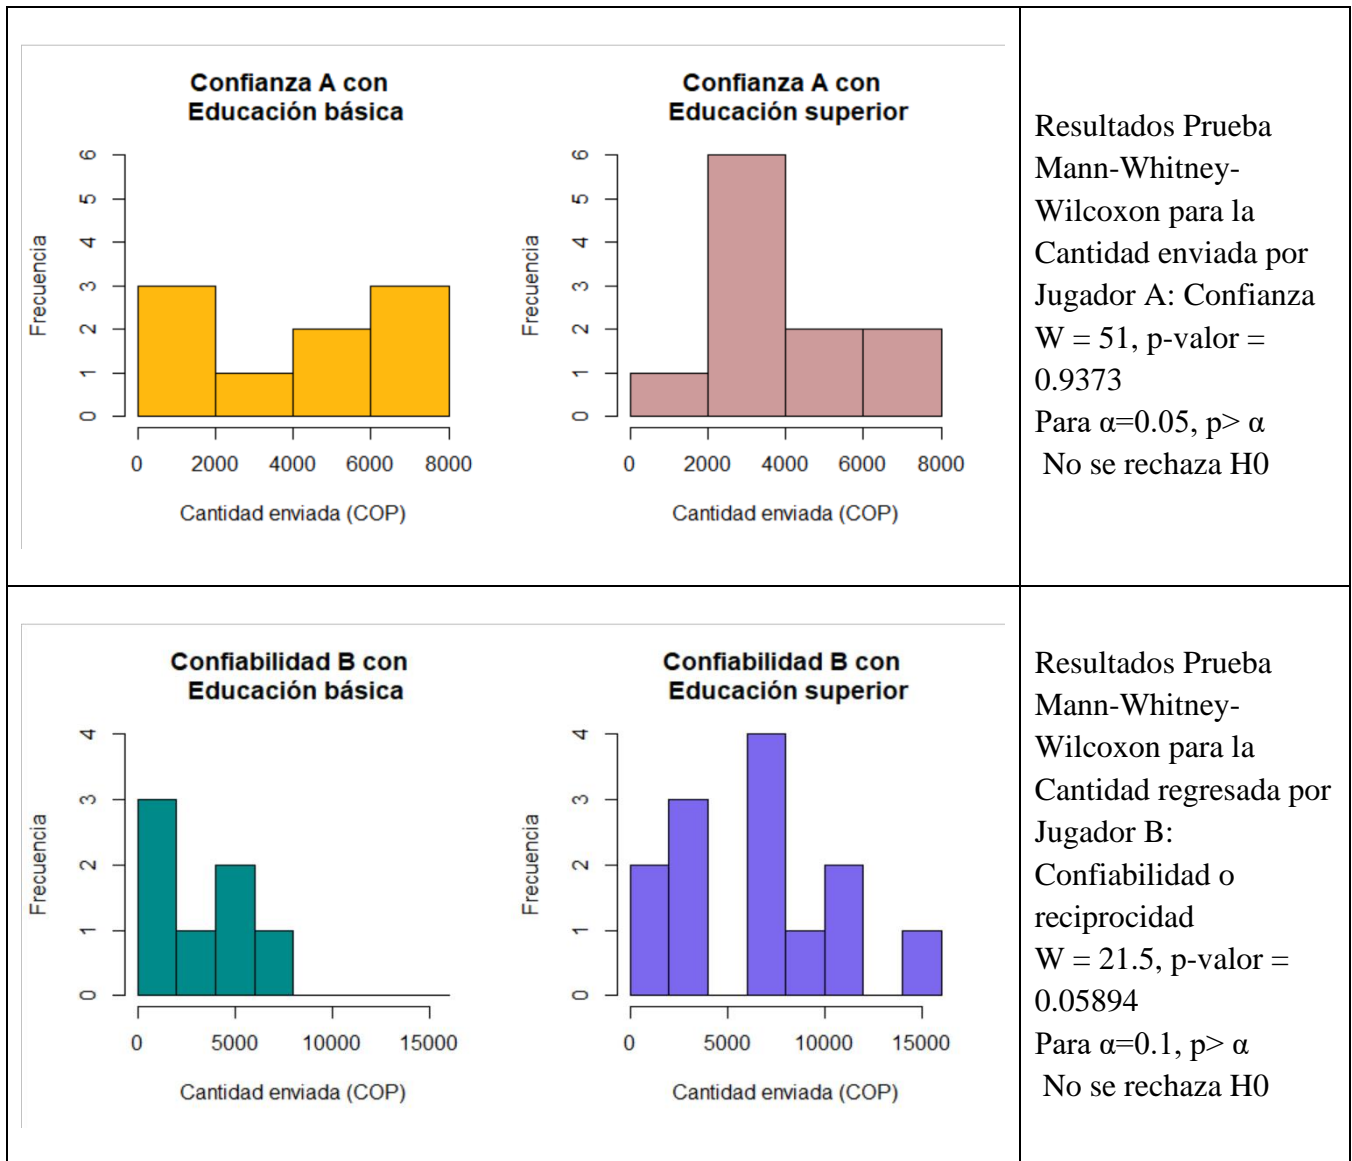 Confianza A con
Educación básica
Frecuencia
6
5
4
3
2
1
0
0 2000 4000 6000 8000
Cantidad enviada (COP)
Confianza A con
Educación superior
Frecuencia
6
5
4
3
2
1
0
0 2000 4000 6000 8000
Cantidad enviada (COP)
Resultados Prueba
Mann-Whitney-
Wilcoxon para la
Cantidad enviada por
Jugador A: Confianza
W = 51, p-valor =
0.9373
Para α=0.05, p> α
No se rechaza H0
Confiabilidad B con
Educación básica
Frecuencia
4
3
2
1
0
0 5000 10000 15000
Cantidad enviada (COP)
Confiabilidad B con
Educación superior
Frecuencia
4
3
2
1
0
0 5000 10000 15000
Cantidad enviada (COP)
Resultados Prueba
Mann-Whitney-
Wilcoxon para la
Cantidad regresada por
Jugador B:
Confiabilidad o
reciprocidad
W = 21.5, p-valor =
0.05894
Para α=0.1, p> α
No se rechaza H0